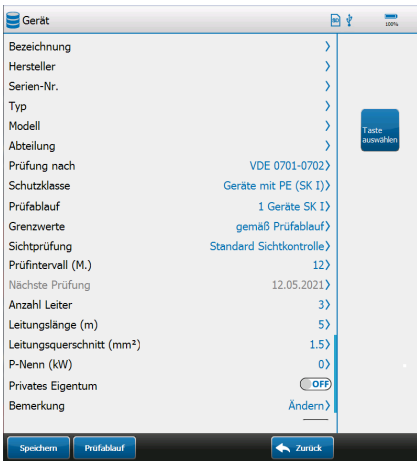 Gerät
100%
Bezeichnung
Hersteller
Serien-Nr.
Typ
Modell
Abteilung
Prüfung nach VDE 0701-0702
Schutzklasse Geräte mit PE (SK I)
Prüfablauf 1 Geräte SK I
Grenzwerte gemäß Prüfablauf
Sichtprüfung Standard Sichtkontrolle
Prüfintervall (M.) 12
Nächste Prüfung 12.05.2021
Anzahl Leiter 3
Leitungslänge (m) 5
Leitungsquerschnitt (mm²) 1.5
P-Nenn (kW) 0
Privates Eigentum OFF
Bemerkung Ändern
Taste
auswählen
Speichern Prüfablauf Zurück